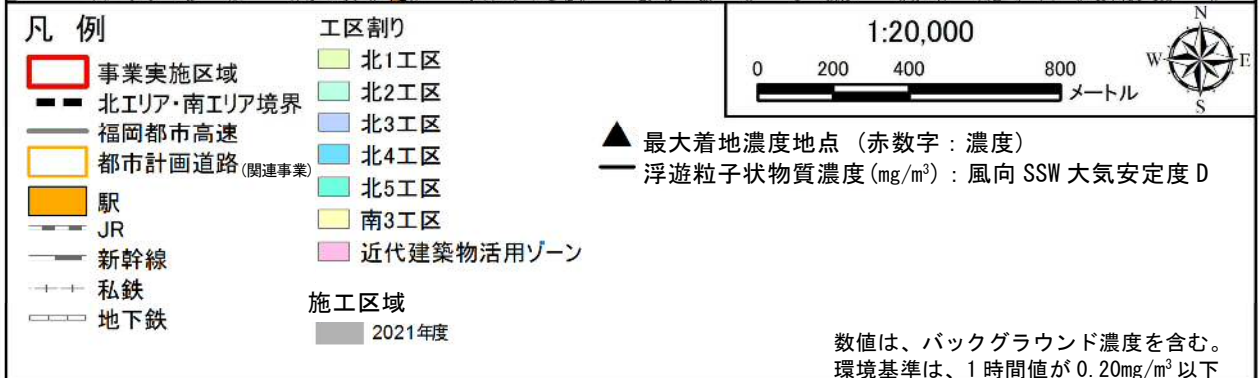 凡 例
事業実施区域
北エリア・南エリア境界
福岡都市高速
都市計画道路(関連事業)
駅
JR
新幹線
私鉄
地下鉄
工区割り
北1工区
北2工区
北3工区
北4工区
北5工区
南3工区
近代建築物活用ゾーン
施工区域
2021年度
1:20,000
0 200 400 800
メートル
N
W E
S
最大着地濃度地点 (赤数字:濃度)
浮遊粒子状物質濃度(mg/m³):風向 SSW 大気安定度 D
数値は、バックグラウンド濃度を含む。
環境基準は、1時間値が 0.20mg/m³以下